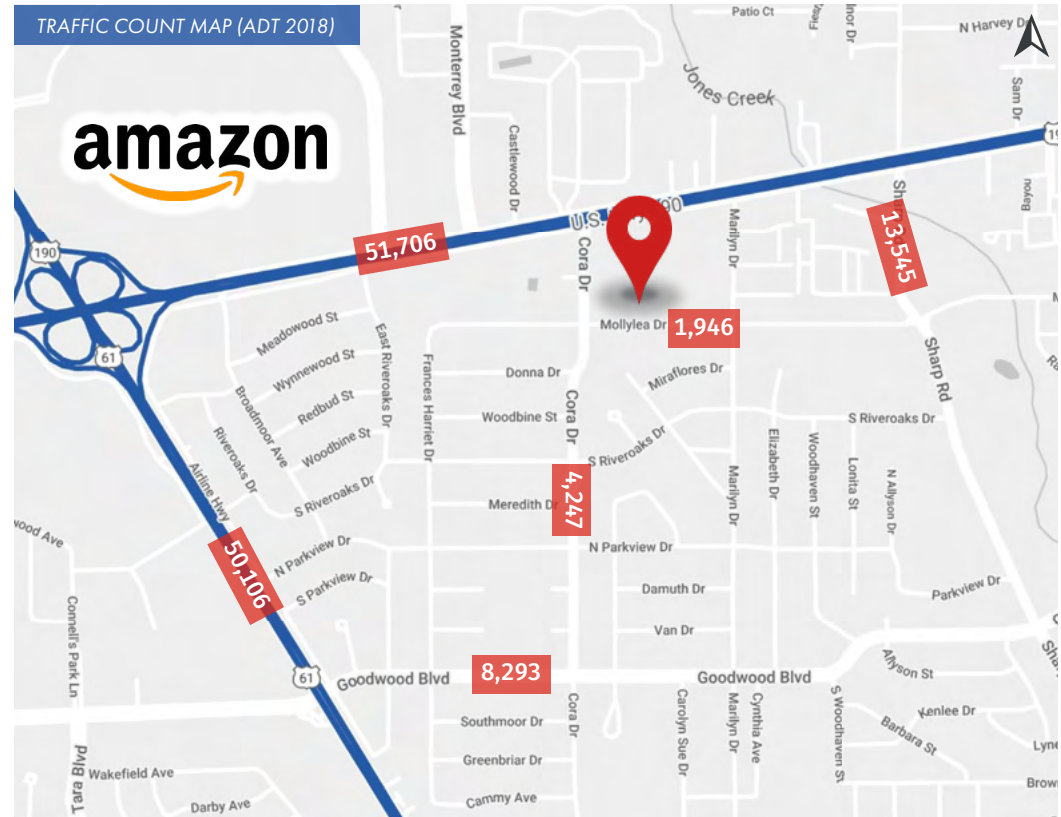 TRAFFIC COUNT MAP (ADT 2018)
Patio Ct
N Harvey Dr
Monterrey Blvd
Jones Creek
Sam Dr
amazon
Castlewood Dr
Bayou
U.S.
90
Marilyn Dr
13,545
190
51,706
Cora Dr
Mollylea Dr
1,946
Meadowood St
East Riveroaks Dr
61
Wynnewood St
Frances Harriet Dr
Donna Dr
Miraflores Dr
Sharp Rd
Broadmoor Ave
Redbud St
Cora Dr
Woodbine St
S Riveroaks Dr
Riveroaks Dr
Woodbine St
S Riveroaks Dr
Elizabeth Dr
Woodhaven St
Lonita St
N Allyson Dr
Airline Hwy
S Riveroaks Dr
Meredith Dr
4,247
Marilyn Dr
wood Ave
50,106
N Parkview Dr
N Parkview Dr
S Parkview Dr
Damuth Dr
Parkview Dr
Connell's Park Ln
Van Dr
61
Goodwood Blvd
8,293
Goodwood Blvd
Allyson St
Southmoor Dr
Cora Dr
Carolyn Sue Dr
Marilyn Dr
Cynthia Ave
S Woodhaven St
Kenlee Dr
Barbara St
Tara Blvd
Wakefield Ave
Greenbriar Dr
Darby Ave
Cammy Ave